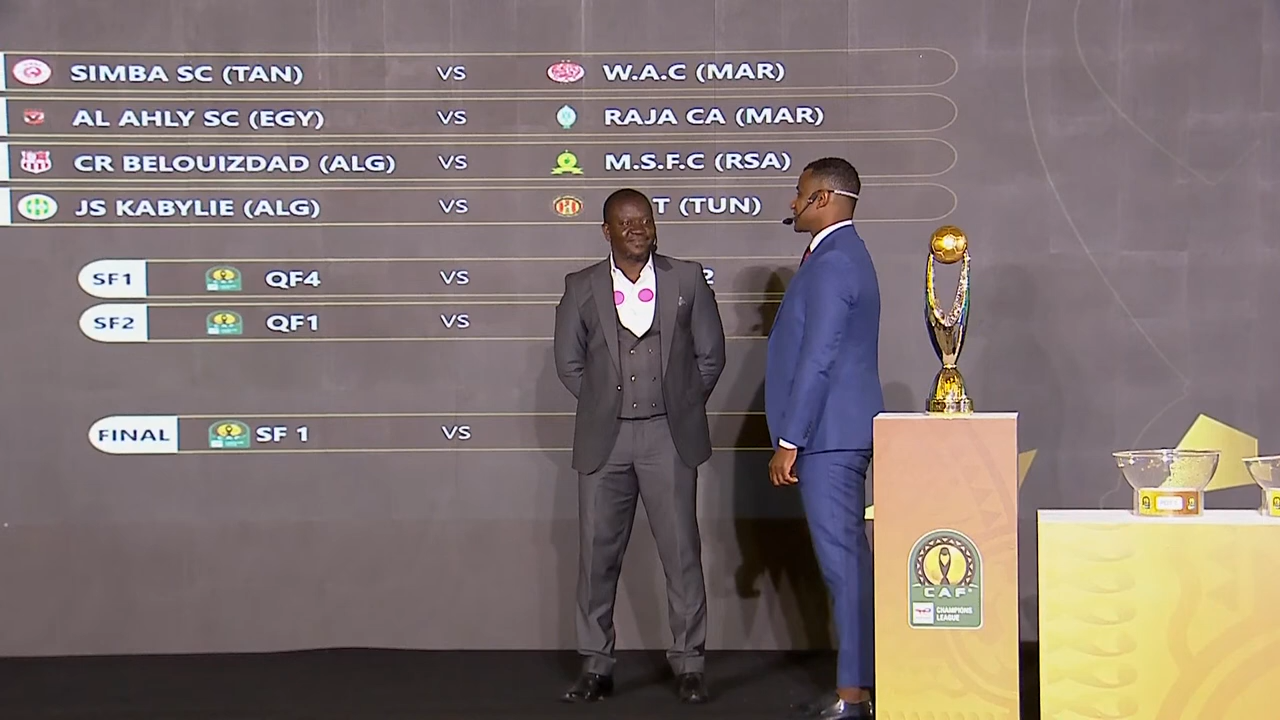 SIMBA SC (TAN) VS W.A.C (MAR)
AL AHLY SC (EGY) VS RAJA CA (MAR)
CR BELOUIZDAD (ALG) VS M.S.F.C (RSA)
JS KABYLIE (ALG) VS T (TUN)
SF1 QF4 VS 2
SF2 QF1 VS
FINAL SF 1 VS
CAF
CHAMPIONS
LEAGUE